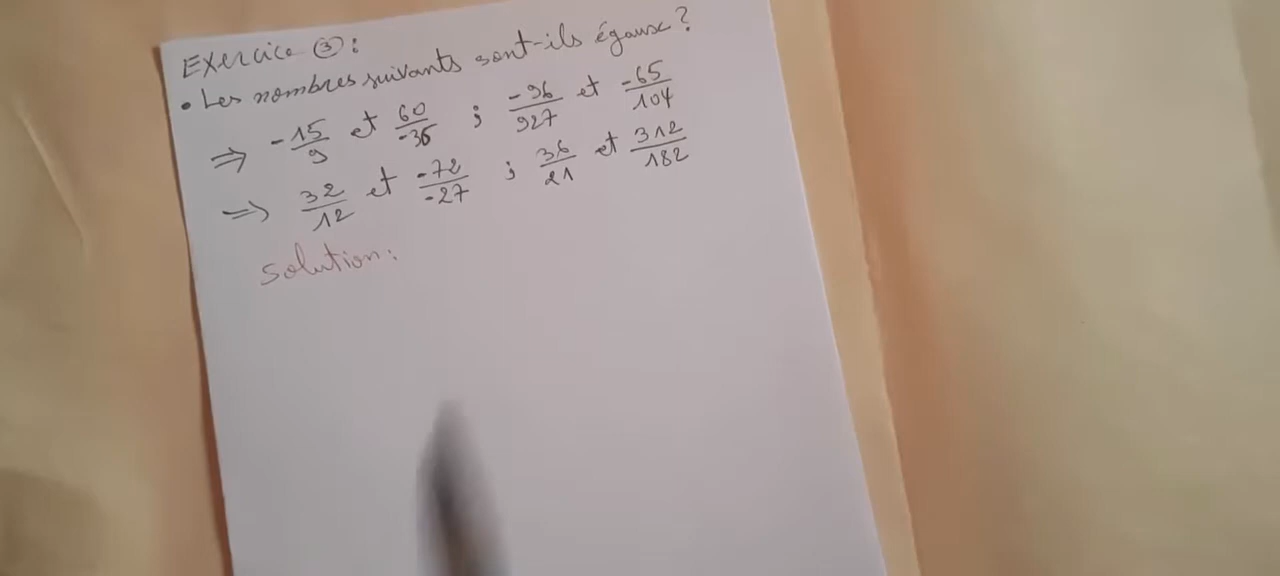 Exercice ③ :
• Les nombres suivants sont-ils égaux ?
⇒ -15/9 et 60/-36 ; -96/927 et -65/104
⇒ 32/12 et -72/-27 ; 36/21 et 312/182
Solution :